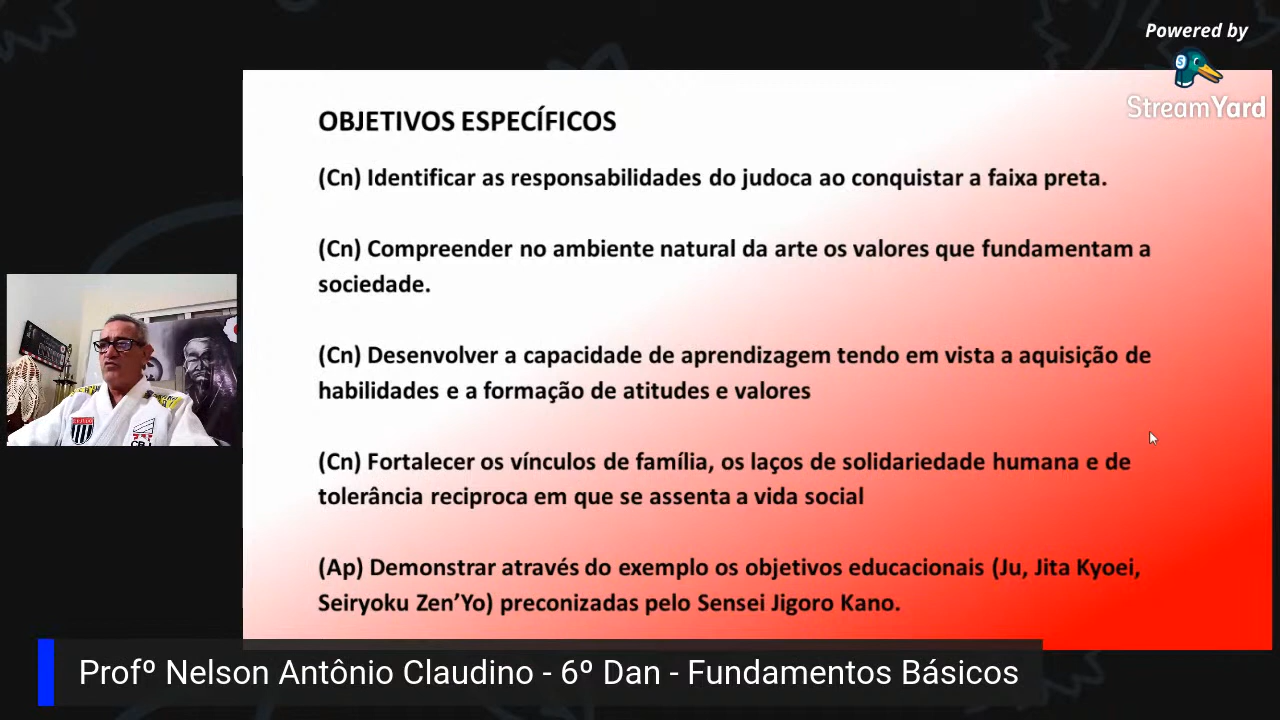 Powered by
StreamYard
OBJETIVOS ESPECÍFICOS
(Cn) Identificar as responsabilidades do judoca ao conquistar a faixa preta.
(Cn) Compreender no ambiente natural da arte os valores que fundamentam a
sociedade.
(Cn) Desenvolver a capacidade de aprendizagem tendo em vista a aquisição de
habilidades e a formação de atitudes e valores
(Cn) Fortalecer os vínculos de família, os laços de solidariedade humana e de
tolerância reciproca em que se assenta a vida social
(Ap) Demonstrar através do exemplo os objetivos educacionais (Ju, Jita Kyoei,
Seiryoku Zen’Yo) preconizadas pelo Sensei Jigoro Kano.
Profº Nelson Antônio Claudino - 6º Dan - Fundamentos Básicos